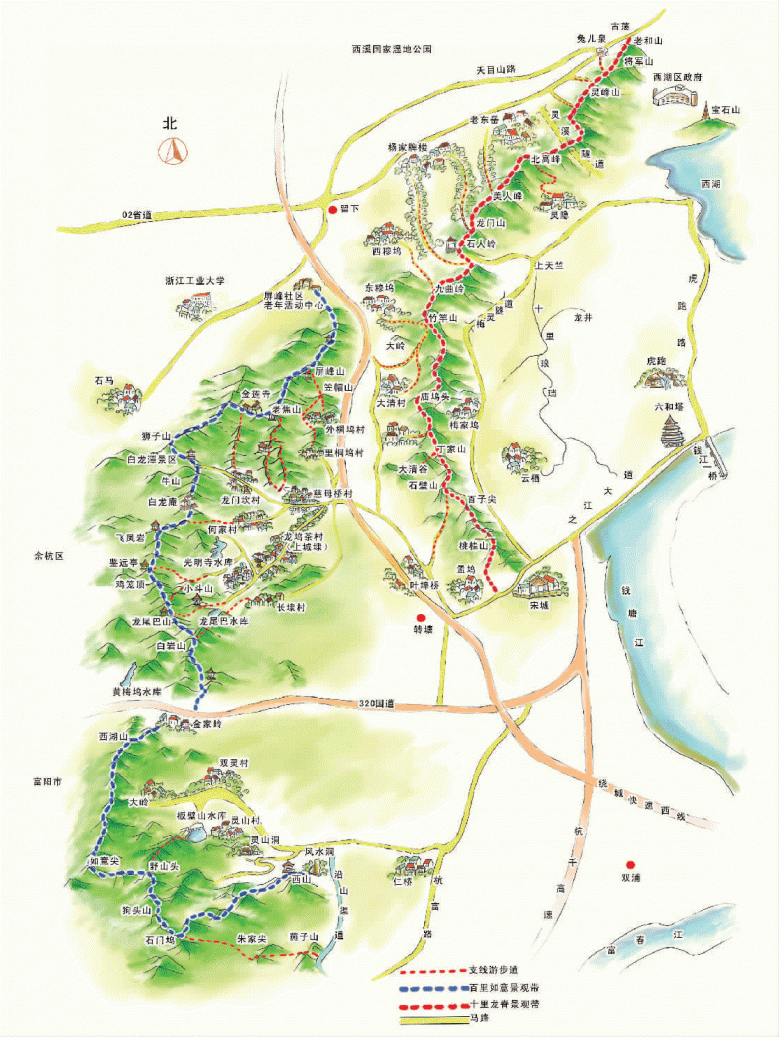 古荡
兔儿泉
老和山
西溪国家湿地公园
将军山
天目山路
西湖区政府
灵峰山
宝石山
北
老东岳
灵溪隧道
杨家牌楼
北高峰
西湖
美人峰
灵隐
留下
02省道
龙门山
石人岭
西穆坞
上天竺
虎跑路
浙江工业大学
屏峰社区
老年活动中心
东穆坞
九曲岭
梅灵隧道
十里琅珰
龙井
竹竿山
大岭
虎跑
石马
屏峰山
金莲寺
笠帽山
大清村
庙坞头
六和塔
老焦山
外桐坞村
梅家坞
钱江一桥
狮子山
里桐坞村
丁家山
白龙潭景区
大清谷
云栖
牛山
石壁山
之江大道
白龙庵
龙门坎村
慈母桥村
百子尖
飞凤岩
何家村
龙坞茶村
(上城埭)
桃桂山
余杭区
鉴远亭
光明寺水库
孟坞
鸡笼顶
小斗山
叶埠桥
宋城
钱塘江
长埭村
龙尾巴山
龙尾巴水库
转塘
白岩山
黄梅坞水库
320国道
金家岭
西湖山
双灵村
富阳市
大岭
绕城快速西线
板壁山水库
灵山村
杭千高速
灵山洞
风水洞
如意尖
野山头
西山
沿山渠道
仁桥
杭富路
双浦
狗头山
石门坞
朱家尖
燕子山
富春江
支线游步道
百里如意景观带
十里龙脊景观带
马路